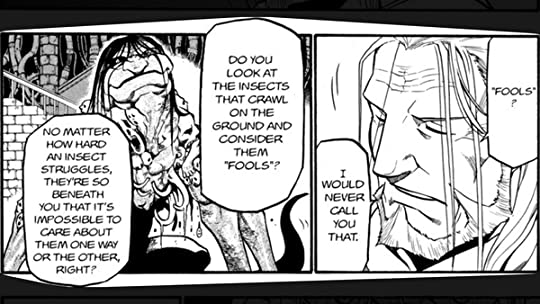 "FOOLS"
?
I
WOULD
NEVER
CALL
YOU
THAT.
DO YOU
LOOK AT
THE INSECTS
THAT CRAWL
ON THE
GROUND AND
CONSIDER
THEM
"FOOLS"?
NO MATTER
HOW HARD
AN INSECT
STRUGGLES,
THEY'RE SO
BENEATH
YOU THAT IT'S
IMPOSSIBLE TO
CARE ABOUT
THEM ONE WAY
OR THE OTHER,
RIGHT?